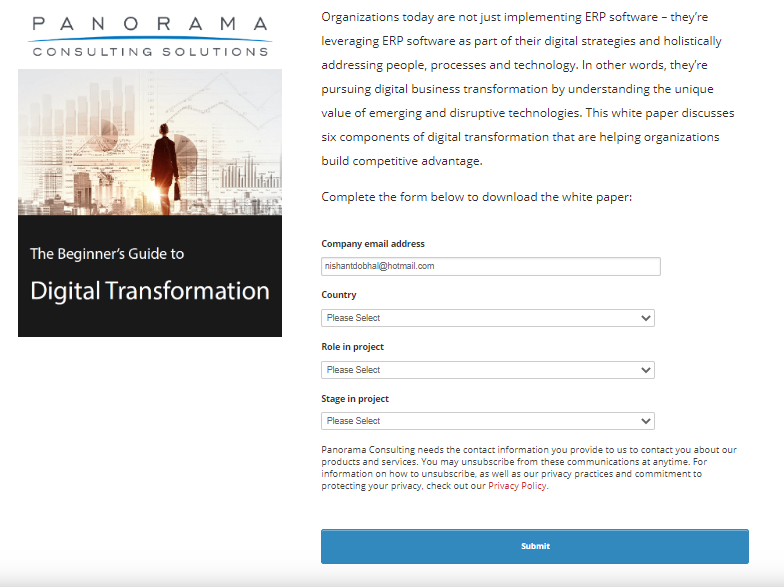 PANORAMA
CONSULTING SOLUTIONS
The Beginner's Guide to
Digital Transformation
Organizations today are not just implementing ERP software – they're
leveraging ERP software as part of their digital strategies and holistically
addressing people, processes and technology. In other words, they're
pursuing digital business transformation by understanding the unique
value of emerging and disruptive technologies. This white paper discusses
six components of digital transformation that are helping organizations
build competitive advantage.
Complete the form below to download the white paper:
Company email address
nishantdobhal@hotmail.com
Country
Please Select
Role in project
Please Select
Stage in project
Please Select
Panorama Consulting needs the contact information you provide to us to contact you about our
products and services. You may unsubscribe from these communications at anytime. For
information on how to unsubscribe, as well as our privacy practices and commitment to
protecting your privacy, check out our Privacy Policy.
Submit